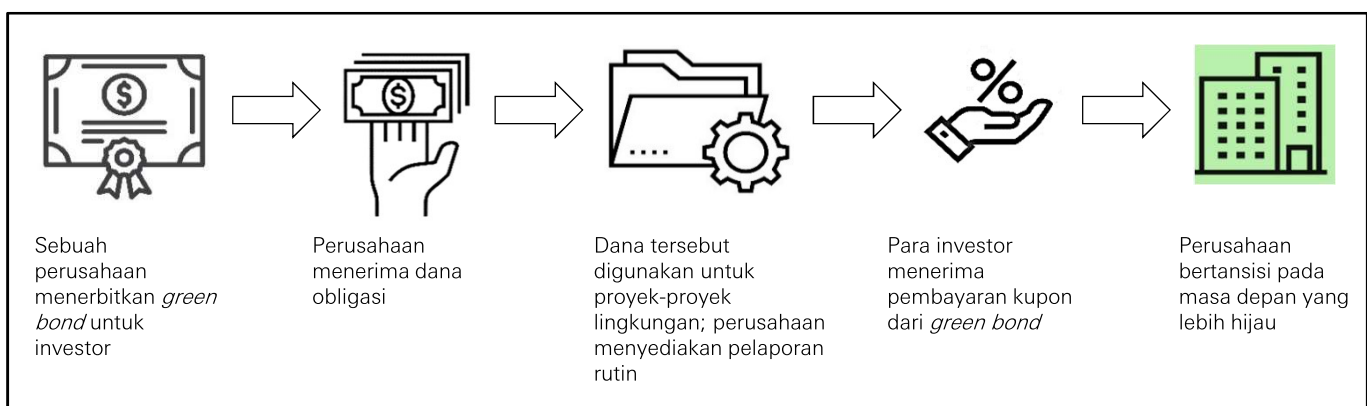 Sebuah
perusahaan
menerbitkan green
bond untuk
investor
Perusahaan
menerima dana
obligasi
Dana tersebut
digunakan untuk
proyek-proyek
lingkungan; perusahaan
menyediakan pelaporan
rutin
Para investor
menerima
pembayaran kupon
dari green bond
Perusahaan
bertansisi pada
masa depan yang
lebih hijau